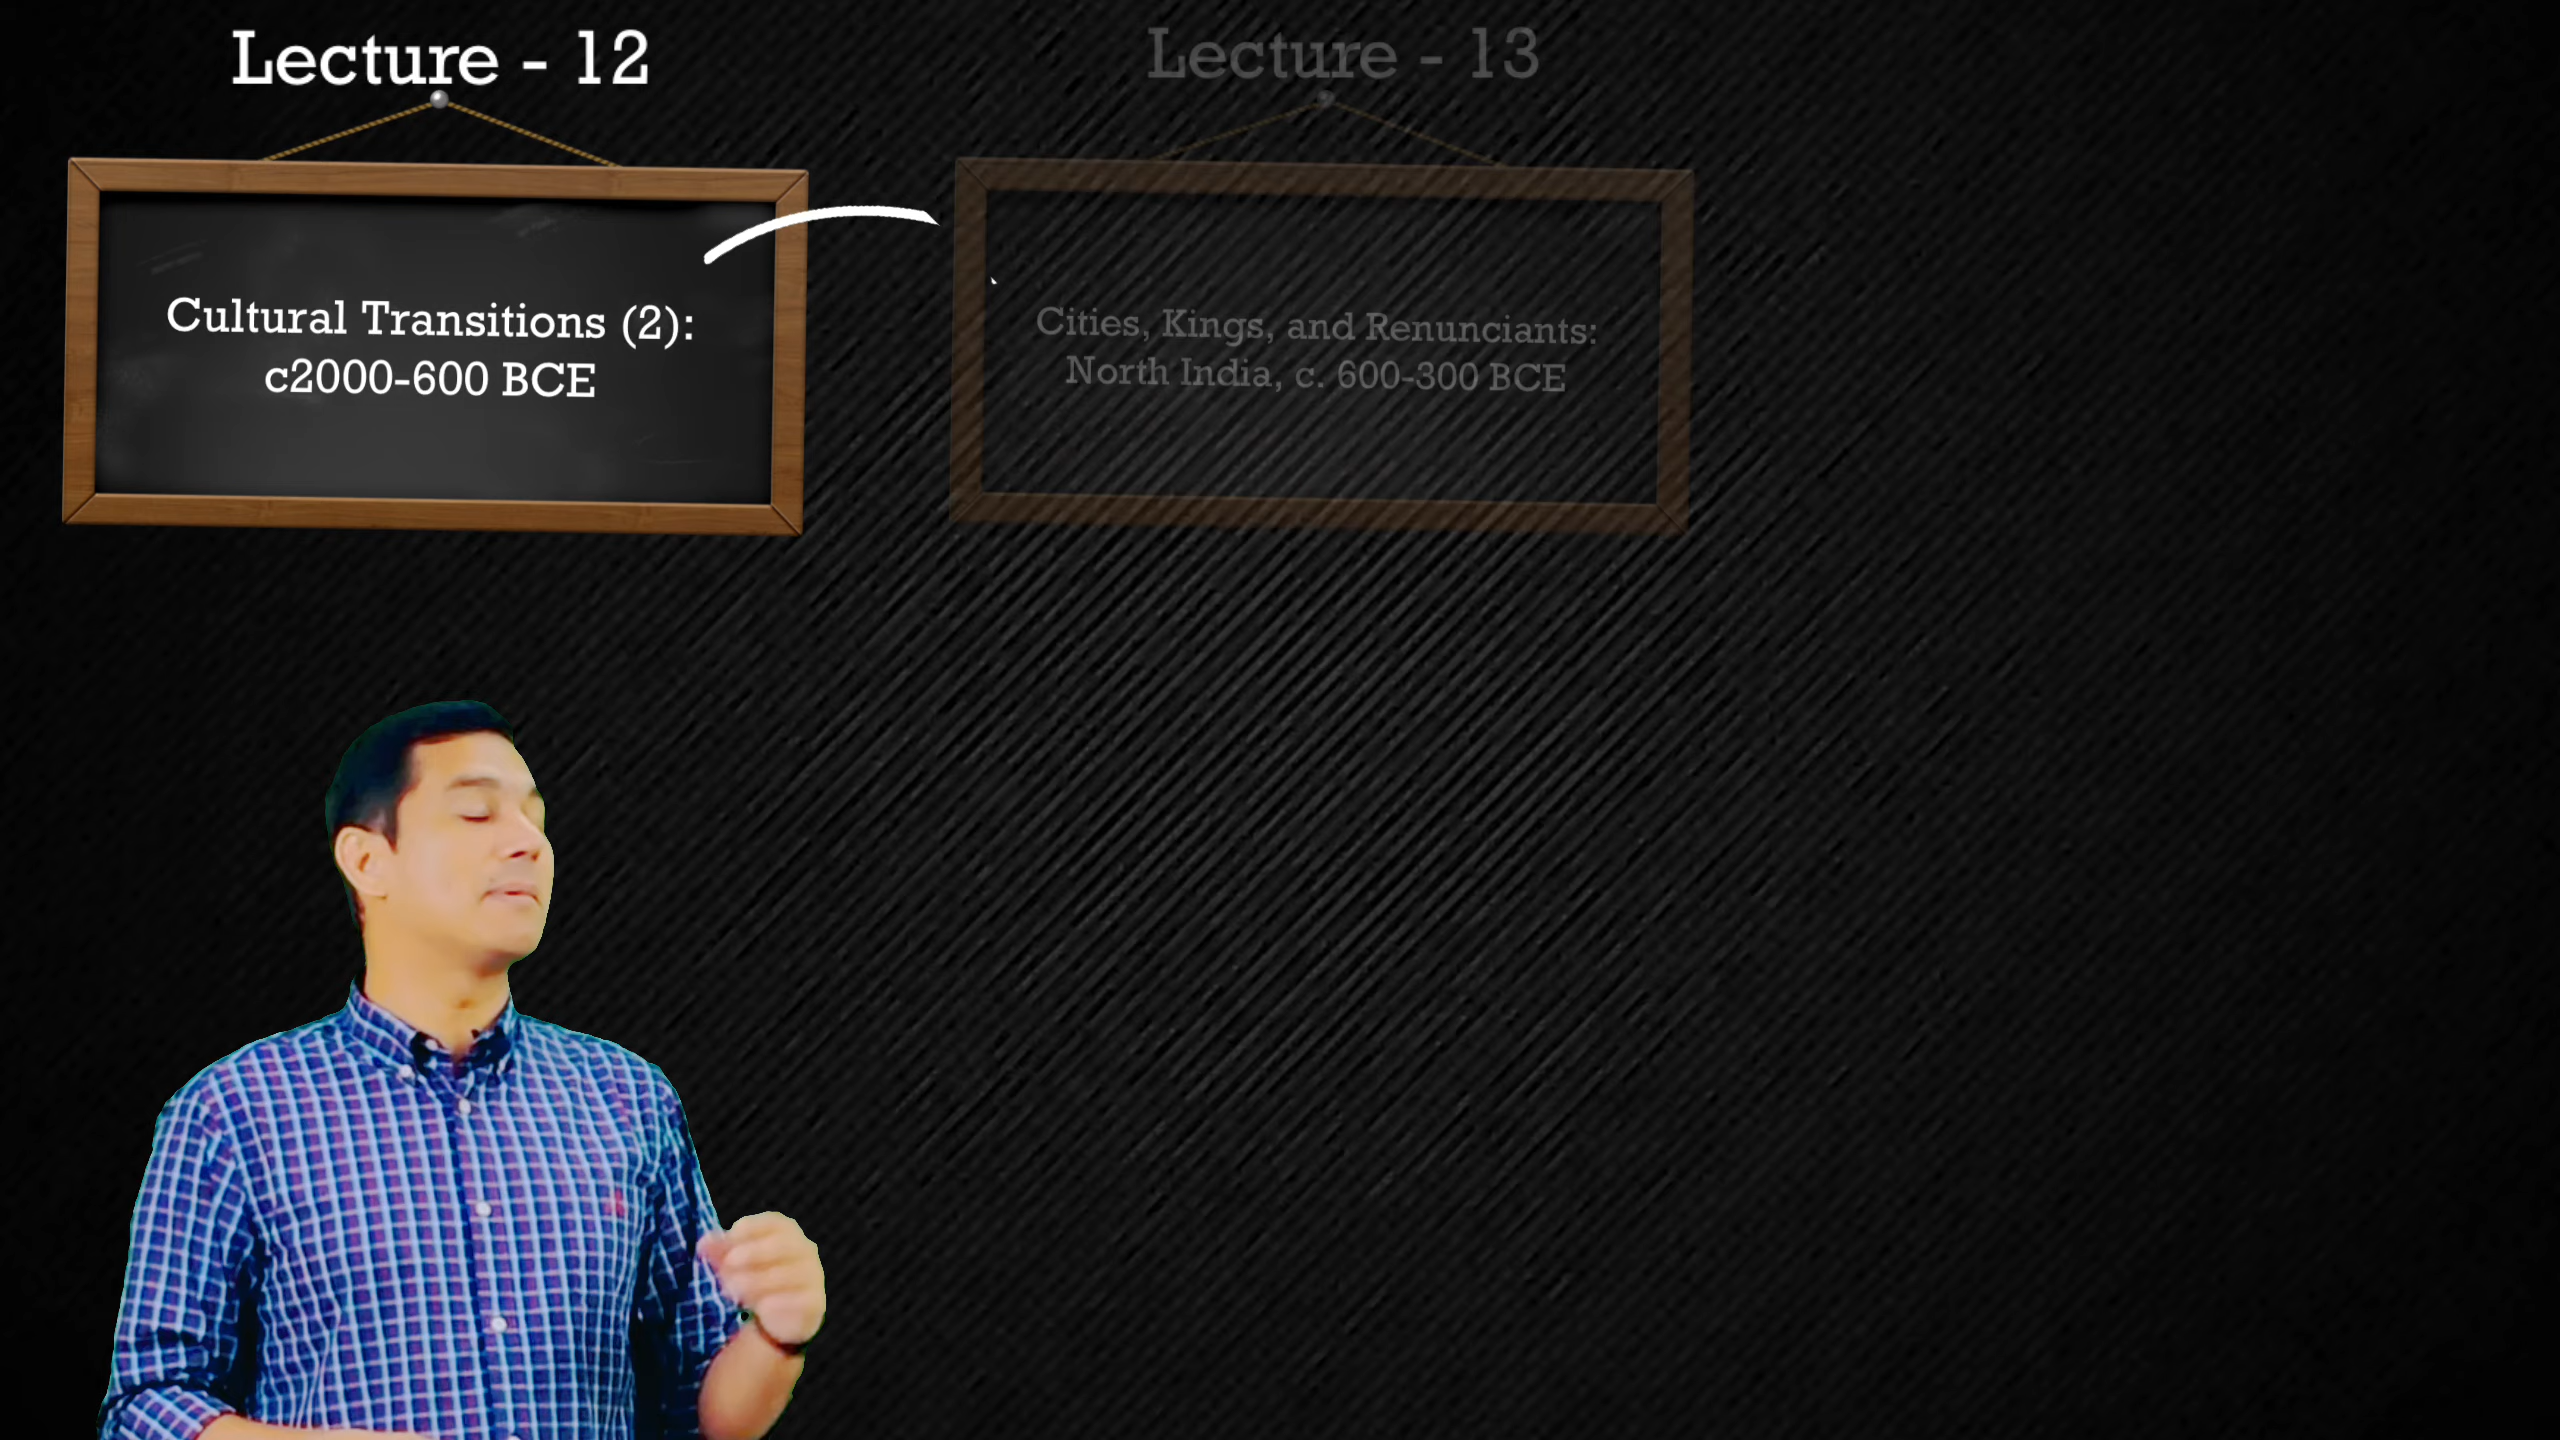 Lecture - 12
Cultural Transitions (2):
c2000-600 BCE
Lecture - 13
Cities, Kings, and Renunciants:
North India, c. 600-300 BCE